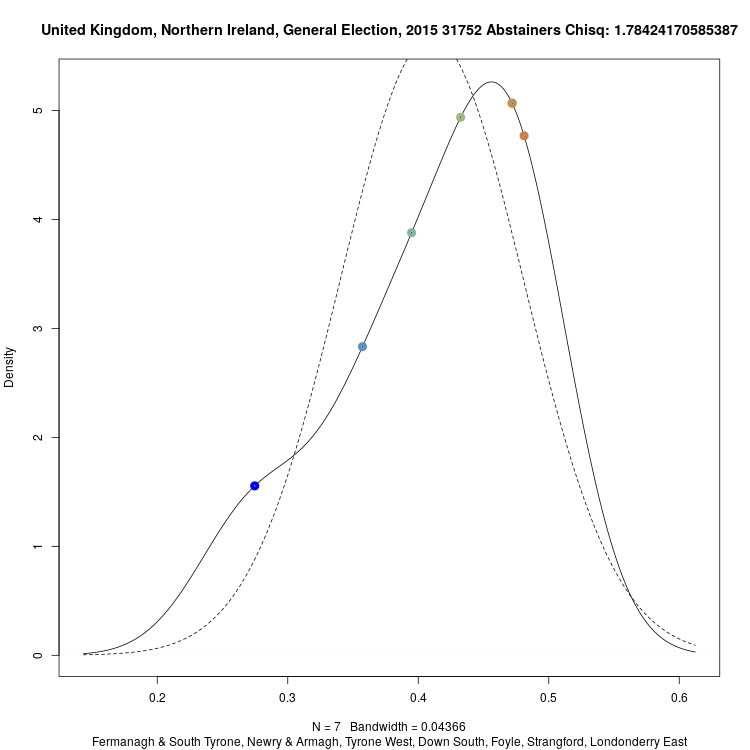 United Kingdom, Northern Ireland, General Election, 2015 31752 Abstainers Chisq: 1.78424170585387
Density
5
4
3
2
1
0
0.2 0.3 0.4 0.5 0.6
N = 7 Bandwidth = 0.04366
Fermanagh & South Tyrone, Newry & Armagh, Tyrone West, Down South, Foyle, Strangford, Londonderry East